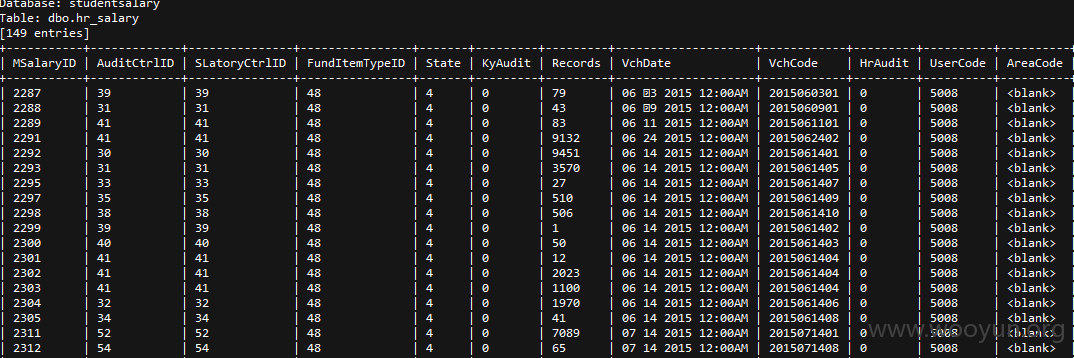 Database: studentsalary
Table: dbo.hr_salary
[149 entries]
| MSalaryID | AuditCtrlID | SLatoryCtrlID | FundItemTypeID | State | KyAudit | Records | VchDate | VchCode | HrAudit | UserCode | AreaCode
| 2287 | 39 | 39 | 48 | 4 | 0 | 79 | 06 3 2015 12:00AM | 2015060301 | 0 | 5008 | <blank>
| 2288 | 31 | 31 | 48 | 4 | 0 | 43 | 06 9 2015 12:00AM | 2015060901 | 0 | 5008 | <blank>
| 2289 | 41 | 41 | 48 | 4 | 0 | 83 | 06 11 2015 12:00AM | 2015061101 | 0 | 5008 | <blank>
| 2291 | 41 | 41 | 48 | 4 | 0 | 9132 | 06 24 2015 12:00AM | 2015062402 | 0 | 5008 | <blank>
| 2292 | 30 | 30 | 48 | 4 | 0 | 9451 | 06 14 2015 12:00AM | 2015061401 | 0 | 5008 | <blank>
| 2293 | 31 | 31 | 48 | 4 | 0 | 3570 | 06 14 2015 12:00AM | 2015061405 | 0 | 5008 | <blank>
| 2295 | 33 | 33 | 48 | 4 | 0 | 27 | 06 14 2015 12:00AM | 2015061407 | 0 | 5008 | <blank>
| 2297 | 35 | 35 | 48 | 4 | 0 | 510 | 06 14 2015 12:00AM | 2015061409 | 0 | 5008 | <blank>
| 2298 | 38 | 38 | 48 | 4 | 0 | 506 | 06 14 2015 12:00AM | 2015061410 | 0 | 5008 | <blank>
| 2299 | 39 | 39 | 48 | 4 | 0 | 1 | 06 14 2015 12:00AM | 2015061402 | 0 | 5008 | <blank>
| 2300 | 40 | 40 | 48 | 4 | 0 | 50 | 06 14 2015 12:00AM | 2015061403 | 0 | 5008 | <blank>
| 2301 | 41 | 41 | 48 | 4 | 0 | 12 | 06 14 2015 12:00AM | 2015061404 | 0 | 5008 | <blank>
| 2302 | 41 | 41 | 48 | 4 | 0 | 2023 | 06 14 2015 12:00AM | 2015061404 | 0 | 5008 | <blank>
| 2303 | 41 | 41 | 48 | 4 | 0 | 1100 | 06 14 2015 12:00AM | 2015061404 | 0 | 5008 | <blank>
| 2304 | 32 | 32 | 48 | 4 | 0 | 1970 | 06 14 2015 12:00AM | 2015061406 | 0 | 5008 | <blank>
| 2305 | 34 | 34 | 48 | 4 | 0 | 41 | 06 14 2015 12:00AM | 2015061408 | 0 | 5008 | <blank>
| 2311 | 52 | 52 | 48 | 4 | 0 | 7089 | 07 14 2015 12:00AM | 2015071401 | 0 | 5008 | <blank>
| 2312 | 54 | 54 | 48 | 4 | 0 | 65 | 07 14 2015 12:00AM | 2015071408 | 0 | 5008 | <blank>
www.wooyun.org